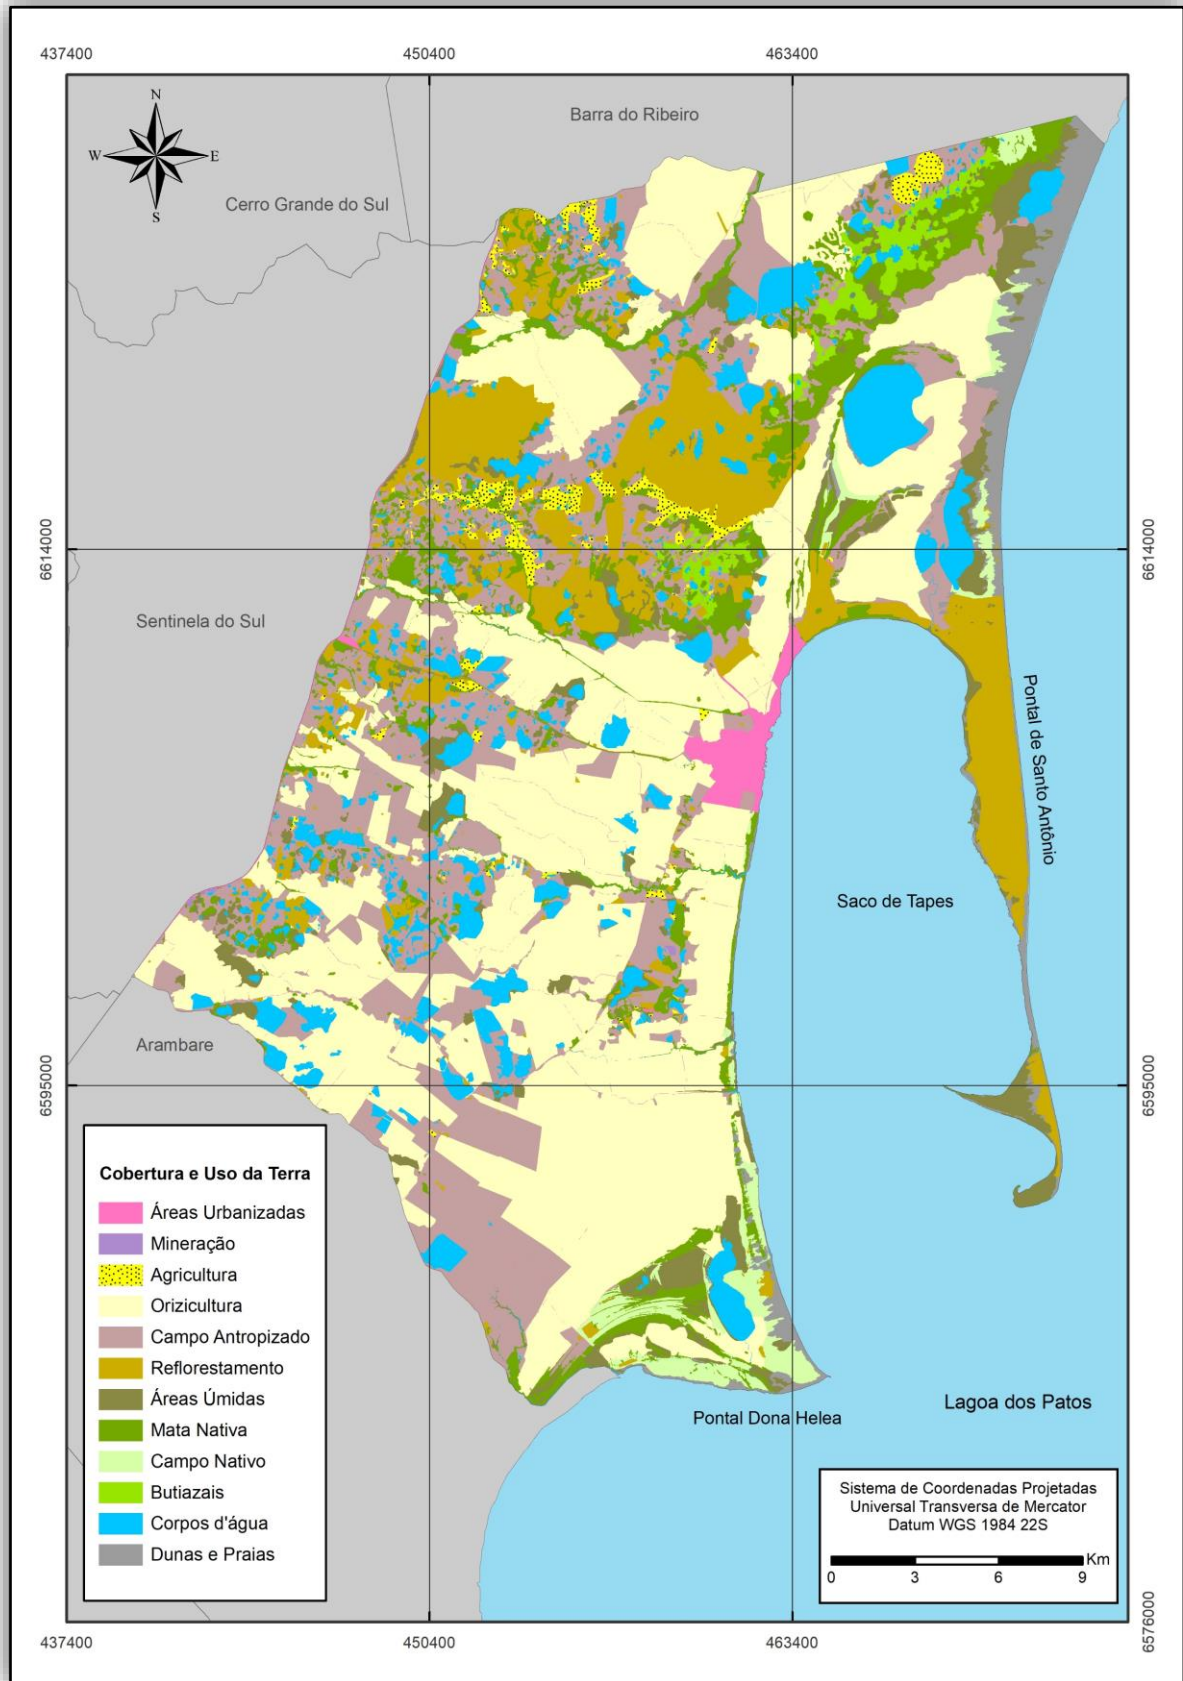 437400
450400
463400
N
W
E
S
Barra do Ribeiro
Cerro Grande do Sul
6614000
6614000
Sentinela do Sul
Pontal de Santo Antônio
Saco de Tapes
Arambare
6595000
6595000
Cobertura e Uso da Terra
Áreas Urbanizadas
Mineração
Agricultura
Orizicultura
Campo Antropizado
Reflorestamento
Áreas Úmidas
Mata Nativa
Campo Nativo
Butiazais
Corpos d'água
Dunas e Praias
Lagoa dos Patos
Pontal Dona Helea
Sistema de Coordenadas Projetadas
Universal Transversa de Mercator
Datum WGS 1984 22S
Km
0 3 6 9
6576000
437400
450400
463400